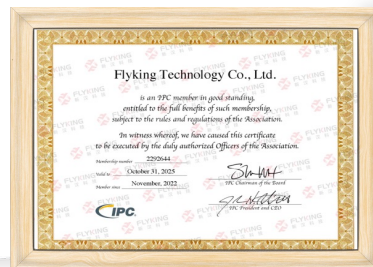 Flyking Technology Co., Ltd.
is an IPC member in good standing,
entitled to the full benefits of such membership,
subject to the rules and regulations of the Association.
In witness whereof, we have caused this certificate
to be executed by the duly authorized Officers of the Association.
Membership number 2292644
Valid to October 31, 2025
Member since November, 2022
IPC Chairman of the Board
IPC President and CEO
IPC
FLYKING